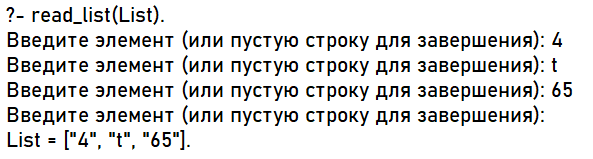 ?- read_list(List).
Введите элемент (или пустую строку для завершения): 4
Введите элемент (или пустую строку для завершения): t
Введите элемент (или пустую строку для завершения): 65
Введите элемент (или пустую строку для завершения):
List = ["4", "t", "65"].